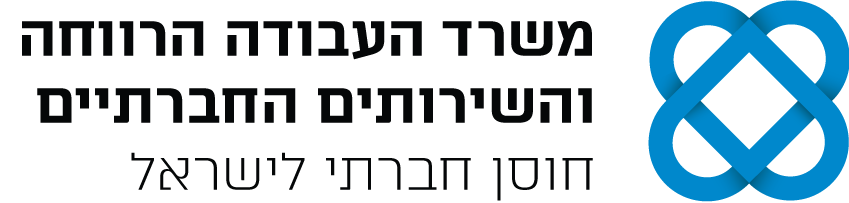 משרד העבודה הרווחה
והשירותים החברתיים
חוסן חברתי לישראל